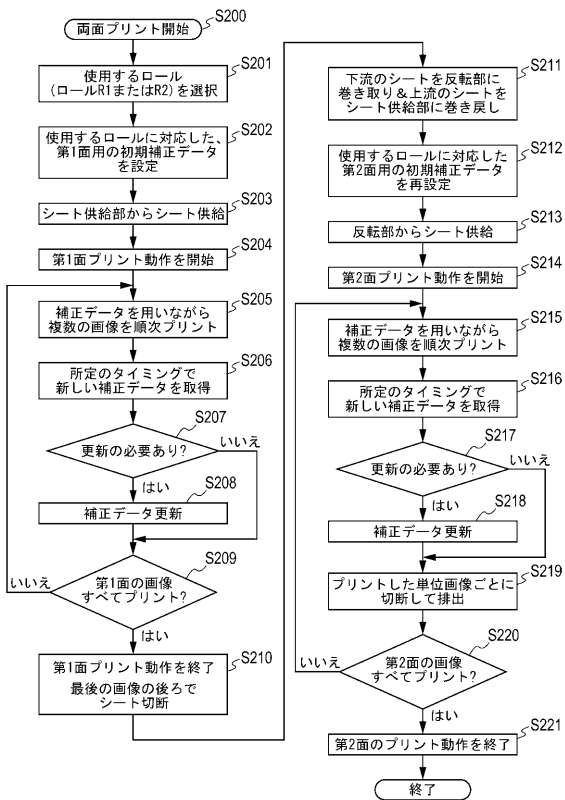 両面プリント開始
S200
使用するロール
(ロールR1またはR2)を選択
S201
使用するロールに対応した、
第1面用の初期補正データ
を設定
S202
シート供給部からシート供給
S203
第1面プリント動作を開始
S204
補正データを用いながら
複数の画像を順次プリント
S205
所定のタイミングで
新しい補正データを取得
S206
更新の必要あり?
S207
いいえ
はい
補正データ更新
S208
第1面の画像
すべてプリント?
S209
いいえ
はい
第1面プリント動作を終了
最後の画像の後ろで
シート切断
S210
下流のシートを反転部に
巻き取り&上流のシートを
シート供給部に巻き戻し
S211
使用するロールに対応した
第2面用の初期補正データ
を再設定
S212
反転部からシート供給
S213
第2面プリント動作を開始
S214
補正データを用いながら
複数の画像を順次プリント
S215
所定のタイミングで
新しい補正データを取得
S216
更新の必要あり?
S217
いいえ
はい
補正データ更新
S218
プリントした単位画像ごとに
切断して排出
S219
第2面の画像
すべてプリント?
S220
いいえ
はい
第2面のプリント動作を終了
S221
終了